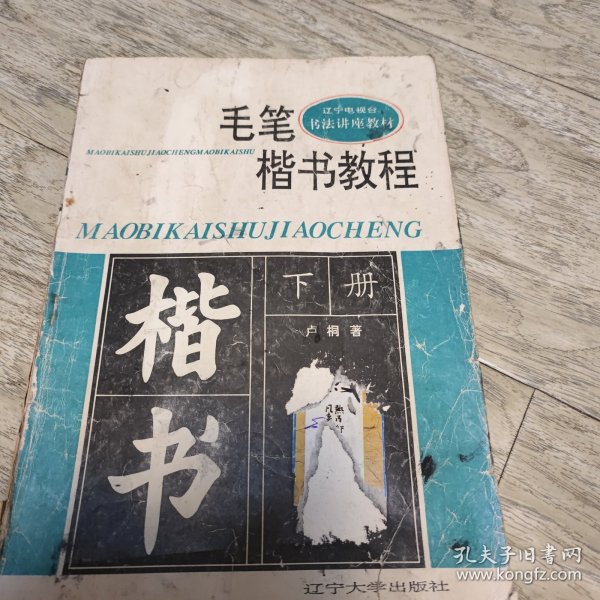 毛笔
辽宁电视台
书法讲座教材
MAOBIKAISHUJIAOCHENGMAOBIKAISHU
楷书教程
MAOBIKAISHUJIAOCHENG
楷书
下册
卢桐著
辽宁大学出版社
孔夫子旧书网
www.kongfz.com